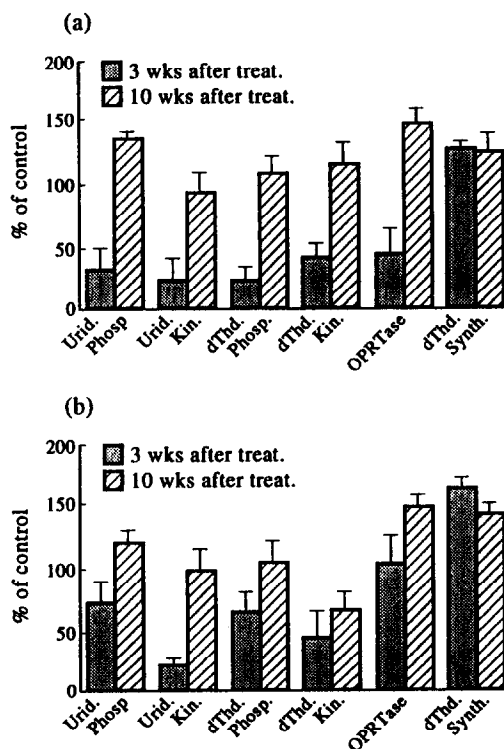 (a)
200
150
100
50
0
% of control
3 wks after treat.
10 wks after treat.
Urid. Phosp
Urid. Kin.
dThd. Phosp.
dThd. Kin.
OPRTase
dThd. Synth.
(b)
200
150
100
50
0
% of control
3 wks after treat.
10 wks after treat.
Urid. Phosp
Urid. Kin.
dThd. Phosp.
dThd. Kin.
OPRTase
dThd. Synth.